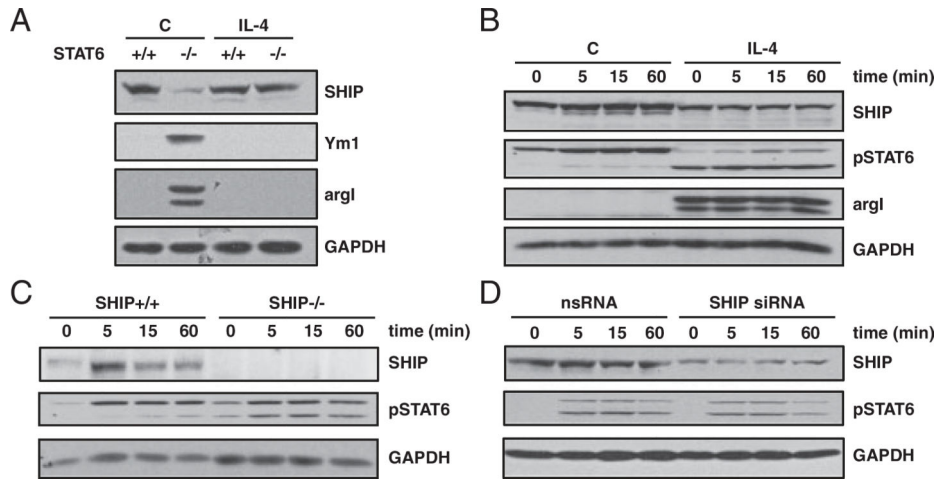 A
C IL-4
STAT6 +/+ -/- +/+ -/-
SHIP
Ym1
argI
GAPDH
B
C IL-4
0 5 15 60 0 5 15 60 time (min)
SHIP
pSTAT6
argI
GAPDH
C
SHIP+/+ SHIP-/-
0 5 15 60 0 5 15 60 time (min)
SHIP
pSTAT6
GAPDH
D
nsRNA SHIP siRNA
0 5 15 60 0 5 15 60 time (min)
SHIP
pSTAT6
GAPDH